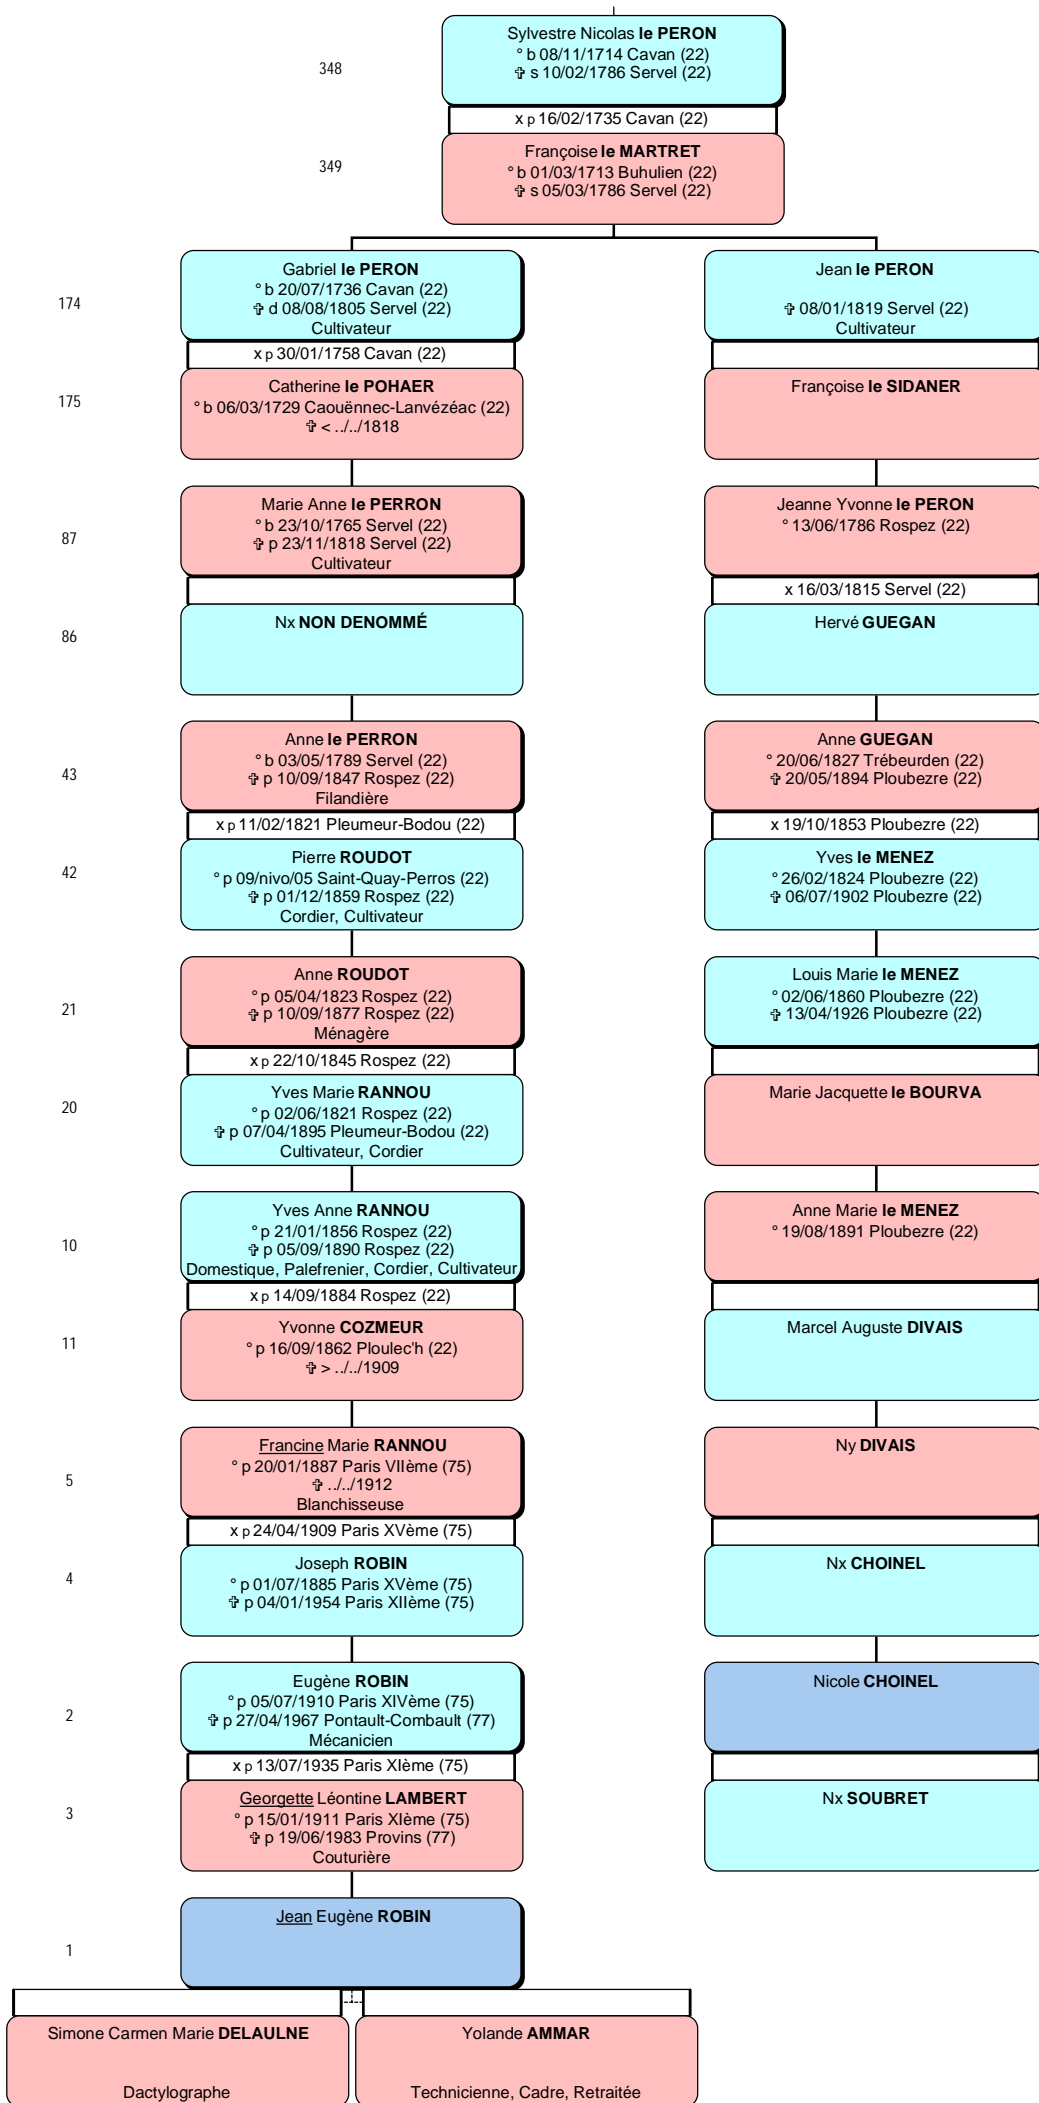 348
Sylvestre Nicolas le PERON
° b 08/11/1714 Cavan (22)
✞ s 10/02/1786 Servel (22)
x p 16/02/1735 Cavan (22)
349
Françoise le MARTRET
° b 01/03/1713 Buhulien (22)
✞ s 05/03/1786 Servel (22)
174
Gabriel le PERON
° b 20/07/1736 Cavan (22)
✞ d 08/08/1805 Servel (22)
Cultivateur
Jean le PERON
✞ 08/01/1819 Servel (22)
Cultivateur
x p 30/01/1758 Cavan (22)
175
Catherine le POHAER
° b 06/03/1729 Caouënnec-Lanvézéac (22)
✞ < ../../1818
Françoise le SIDANER
87
Marie Anne le PERRON
° b 23/10/1765 Servel (22)
✞ p 23/11/1818 Servel (22)
Cultivateur
Jeanne Yvonne le PERON
° 13/06/1786 Rospez (22)
x 16/03/1815 Servel (22)
86
Nx NON DENOMMÉ
Hervé GUEGAN
43
Anne le PERRON
° b 03/05/1789 Servel (22)
✞ p 10/09/1847 Rospez (22)
Filandière
Anne GUEGAN
° 20/06/1827 Trébeurden (22)
✞ 20/05/1894 Ploubezre (22)
x p 11/02/1821 Pleumeur-Bodou (22)
x 19/10/1853 Ploubezre (22)
42
Pierre ROUDOT
° p 09/nivo/05 Saint-Quay-Perros (22)
✞ p 01/12/1859 Rospez (22)
Cordier, Cultivateur
Yves le MENEZ
° 26/02/1824 Ploubezre (22)
✞ 06/07/1902 Ploubezre (22)
21
Anne ROUDOT
° p 05/04/1823 Rospez (22)
✞ p 10/09/1877 Rospez (22)
Ménagère
Louis Marie le MENEZ
° 02/06/1860 Ploubezre (22)
✞ 13/04/1926 Ploubezre (22)
x p 22/10/1845 Rospez (22)
20
Yves Marie RANNOU
° p 02/06/1821 Rospez (22)
✞ p 07/04/1895 Pleumeur-Bodou (22)
Cultivateur, Cordier
Marie Jacquette le BOURVA
10
Yves Anne RANNOU
° p 21/01/1856 Rospez (22)
✞ p 05/09/1890 Rospez (22)
Domestique, Palefrenier, Cordier, Cultivateur
Anne Marie le MENEZ
° 19/08/1891 Ploubezre (22)
x p 14/09/1884 Rospez (22)
11
Yvonne COZMEUR
° p 16/09/1862 Ploulec'h (22)
✞ > ../../1909
Marcel Auguste DIVAIS
5
Francine Marie RANNOU
° p 20/01/1887 Paris VIIème (75)
✞ ../../1912
Blanchisseuse
Ny DIVAIS
x p 24/04/1909 Paris XVème (75)
4
Joseph ROBIN
° p 01/07/1885 Paris XVème (75)
✞ p 04/01/1954 Paris XIIème (75)
Nx CHOINEL
2
Eugène ROBIN
° p 05/07/1910 Paris XIVème (75)
✞ p 27/04/1967 Pontault-Combault (77)
Mécanicien
Nicole CHOINEL
x p 13/07/1935 Paris XIème (75)
3
Georgette Léontine LAMBERT
° p 15/01/1911 Paris XIème (75)
✞ p 19/06/1983 Provins (77)
Couturière
Nx SOUBRET
1
Jean Eugène ROBIN
Simone Carmen Marie DELAULNE
Dactylographe
Yolande AMMAR
Technicienne, Cadre, Retraitée